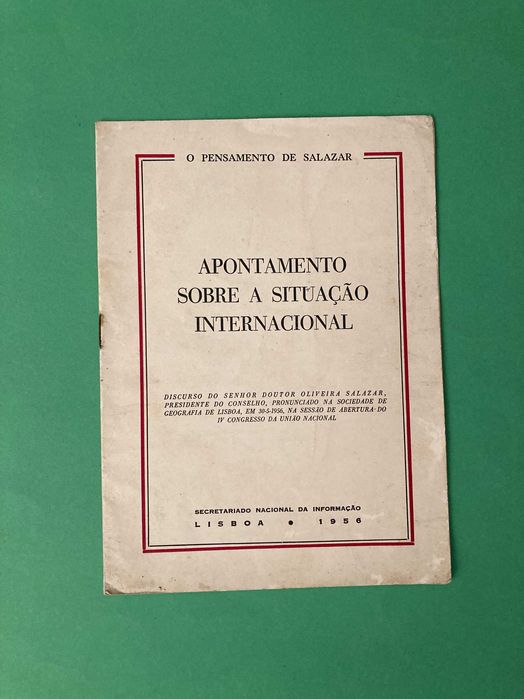 O PENSAMENTO DE SALAZAR
APONTAMENTO
SOBRE A SITUAÇÃO
INTERNACIONAL
DISCURSO DO SENHOR DOUTOR OLIVEIRA SALAZAR,
PRESIDENTE DO CONSELHO, PRONUNCIADO NA SOCIEDADE DE
GEOGRAFIA DE LISBOA, EM 30-5-1956, NA SESSÃO DE ABERTURA DO
IV CONGRESSO DA UNIÃO NACIONAL
SECRETARIADO NACIONAL DA INFORMAÇÃO
LISBOA • 1956